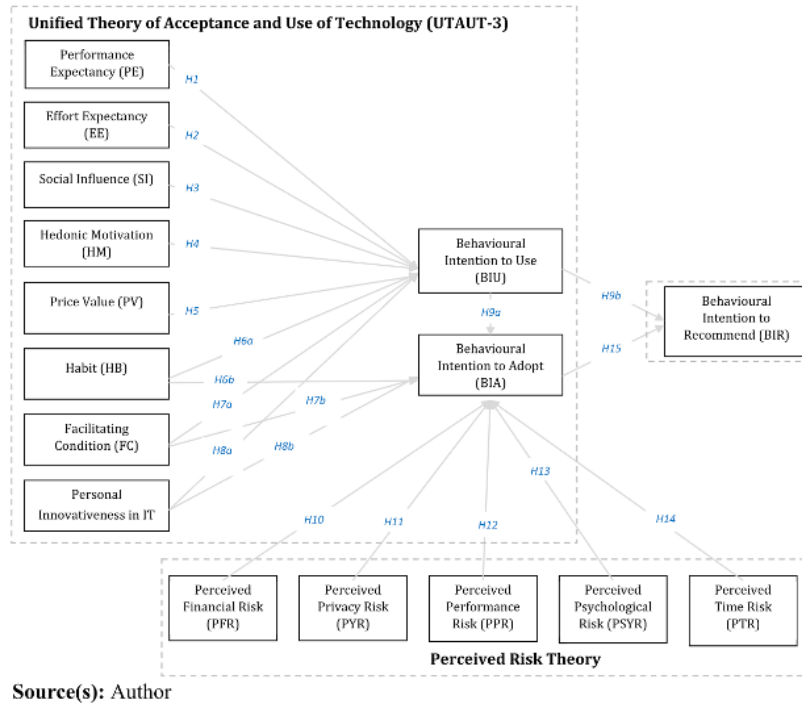 Unified Theory of Acceptance and Use of Technology (UTAUT-3)
Performance
Expectancy (PE)
H1
Effort Expectancy
(EE)
H2
Social Influence (SI)
H3
Hedonic Motivation
(HM)
H4
Price Value (PV)
H5
Habit (HB)
H6a
H6b
Facilitating
Condition (FC)
H7a
H7b
Personal
Innovativeness in IT
H8a
H8b
Behavioural
Intention to Use
(BIU)
H9a
H9b
Behavioural
Intention to Adopt
(BIA)
H15
Behavioural
Intention to
Recommend (BIR)
H10
H11
H12
H13
H14
Perceived
Financial Risk
(PFR)
Perceived
Privacy Risk
(PYR)
Perceived
Performance
Risk (PPR)
Perceived
Psychological
Risk (PSYR)
Perceived
Time Risk
(PTR)
Perceived Risk Theory
Source(s): Author